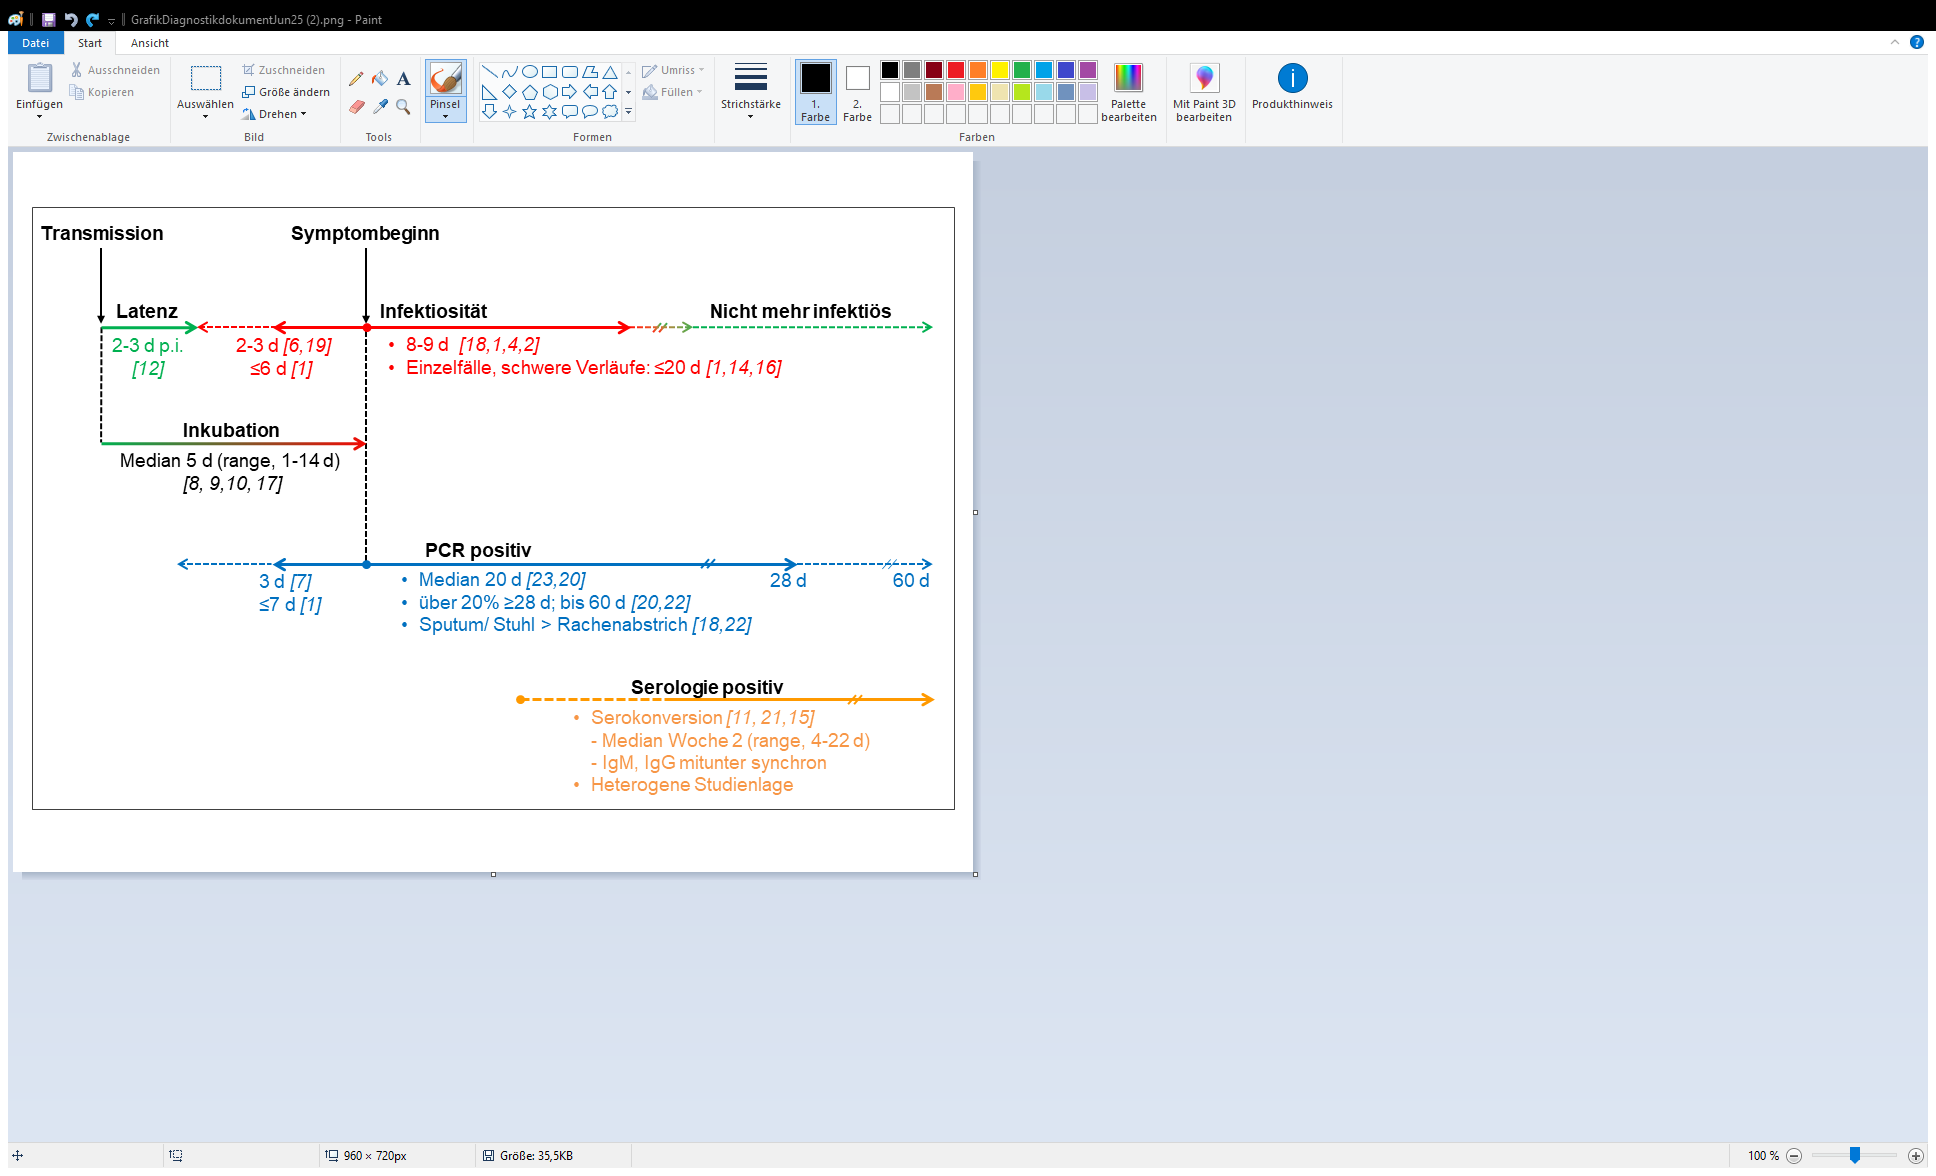 GrafikDiagnostikdokumentJun25 (2).png - Paint
Datei Start Ansicht
Einfügen
Ausschneiden
Kopieren
Zwischenablage
Auswählen
Zuschneiden
Größe ändern
Drehen
Bild
A
Tools
Pinsel
Umriss
Füllen
Formen
Strichstärke
1.
Farbe
2.
Farbe
Palette
bearbeiten
Farben
Mit Paint 3D
bearbeiten
Produkthinweis
Transmission
Symptombeginn
Latenz
Infektiosität
Nicht mehr infektiös
2-3 d p.i.
[12]
2-3 d [6,19]
≤6 d [1]
• 8-9 d [18,1,4,2]
• Einzelfälle, schwere Verläufe: ≤20 d [1,14,16]
Inkubation
Median 5 d (range, 1-14 d)
[8, 9,10, 17]
PCR positiv
3 d [7]
≤7 d [1]
• Median 20 d [23,20]
• über 20% ≥28 d; bis 60 d [20,22]
• Sputum/ Stuhl > Rachenabstrich [18,22]
28 d
60 d
Serologie positiv
• Serokonversion [11, 21,15]
- Median Woche 2 (range, 4-22 d)
- IgM, IgG mitunter synchron
• Heterogene Studienlage
960 × 720px
Größe: 35,5KB
100 %